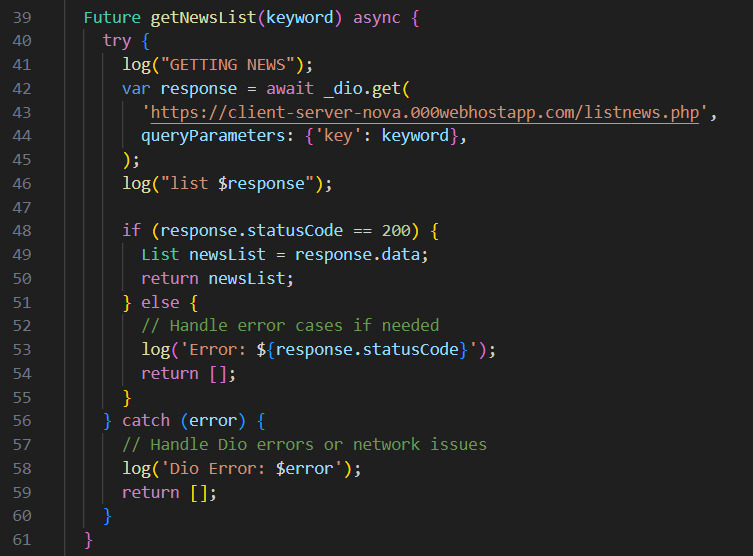 39 Future getNewsList(keyword) async {
40 try {
41 log("GETTING NEWS");
42 var response = await _dio.get(
43 'https://client-server-nova.000webhostapp.com/listnews.php',
44 queryParameters: {'key': keyword},
45 );
46 log("list $response");
47
48 if (response.statusCode == 200) {
49 List newsList = response.data;
50 return newsList;
51 } else {
52 // Handle error cases if needed
53 log('Error: ${response.statusCode}');
54 return [];
55 }
56 } catch (error) {
57 // Handle Dio errors or network issues
58 log('Dio Error: $error');
59 return [];
60 }
61 }